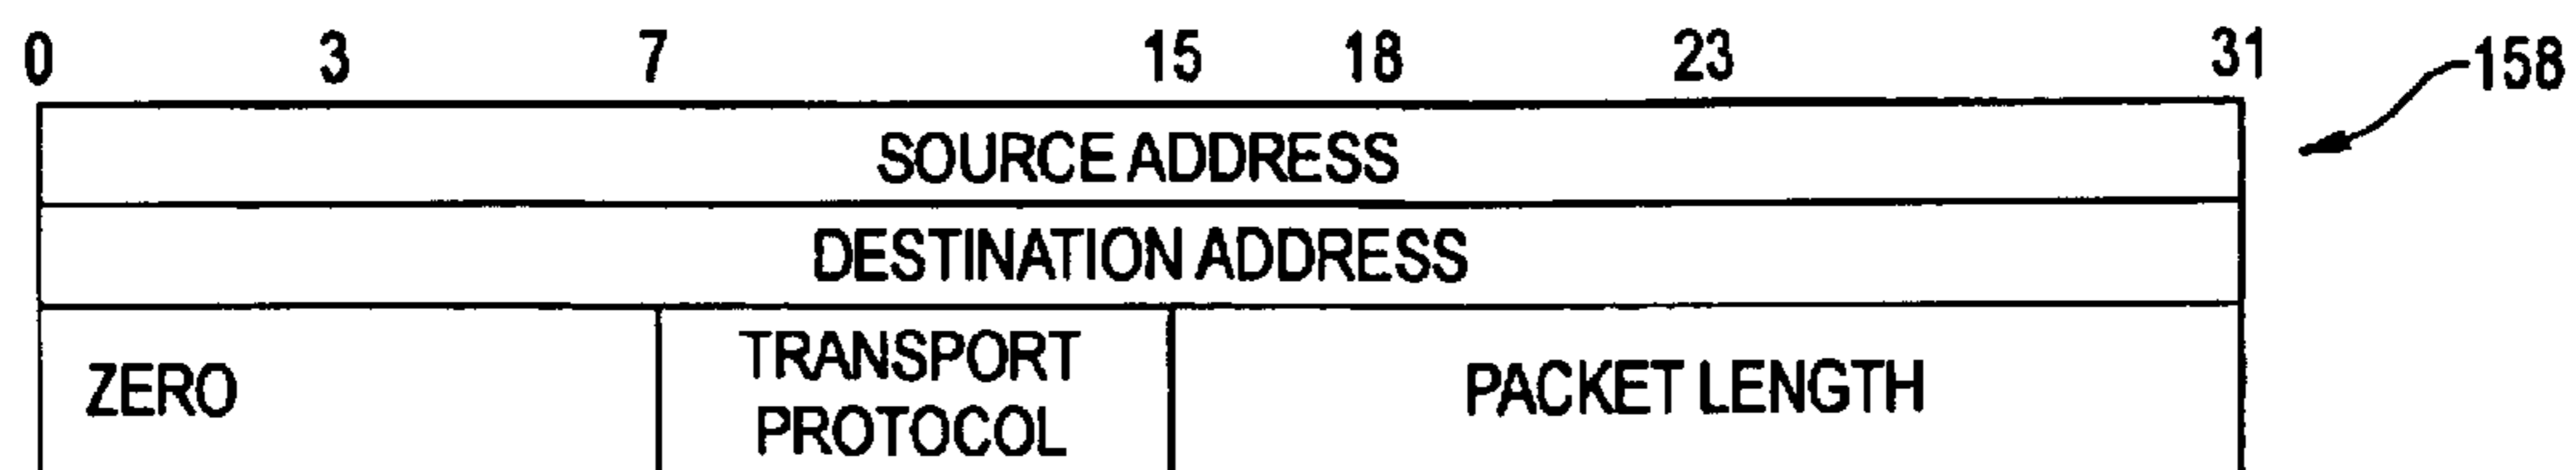 0 3 7 15 18 23 31
158
SOURCE ADDRESS
DESTINATION ADDRESS
ZERO
TRANSPORT
PROTOCOL
PACKET LENGTH